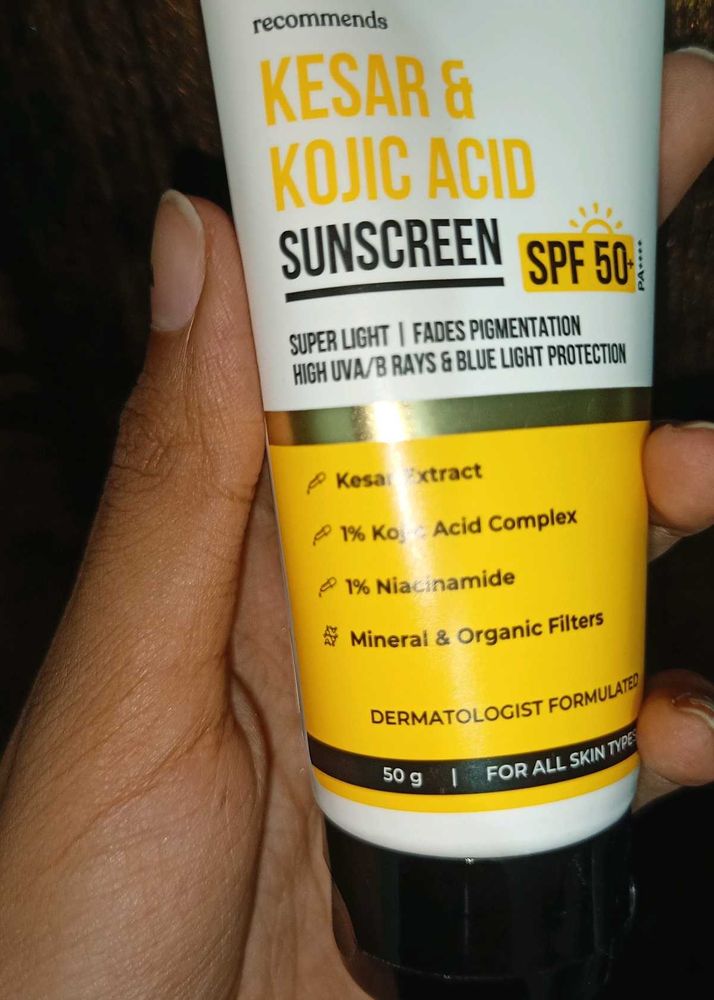 recommends
KESAR &
KOJIC ACID
SUNSCREEN
SPF 50+
PA++++
SUPER LIGHT | FADES PIGMENTATION
HIGH UVA/B RAYS & BLUE LIGHT PROTECTION
Kesar Extract
1% Kojic Acid Complex
1% Niacinamide
Mineral & Organic Filters
DERMATOLOGIST FORMULATED
50 g | FOR ALL SKIN TYPES